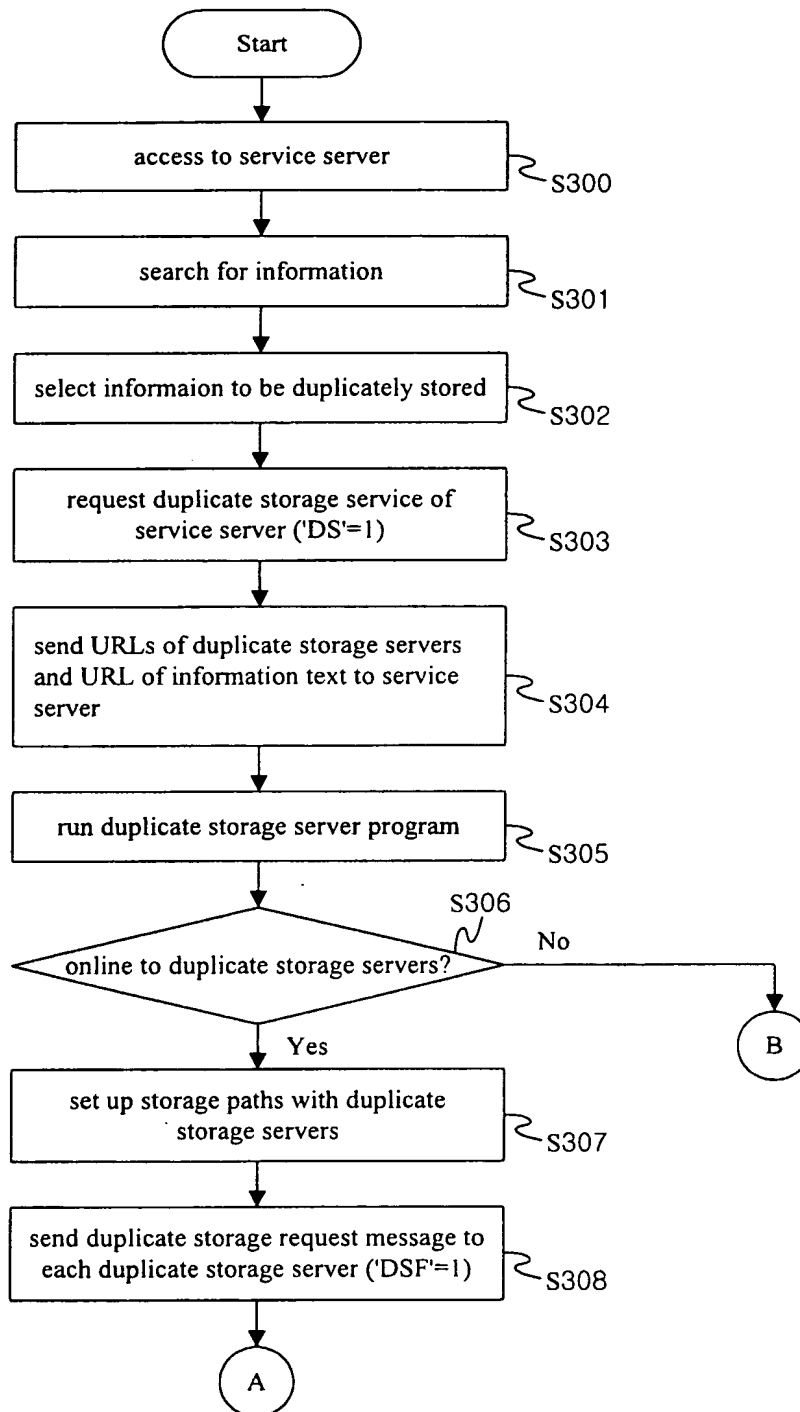 Start
access to service server
S300
search for information
S301
select informaion to be duplicately stored
S302
request duplicate storage service of
service server ('DS'=1)
S303
send URLs of duplicate storage servers
and URL of information text to service
server
S304
run duplicate storage server program
S305
S306
online to duplicate storage servers?
No
B
Yes
set up storage paths with duplicate
storage servers
S307
send duplicate storage request message to
each duplicate storage server ('DSF'=1)
S308
A